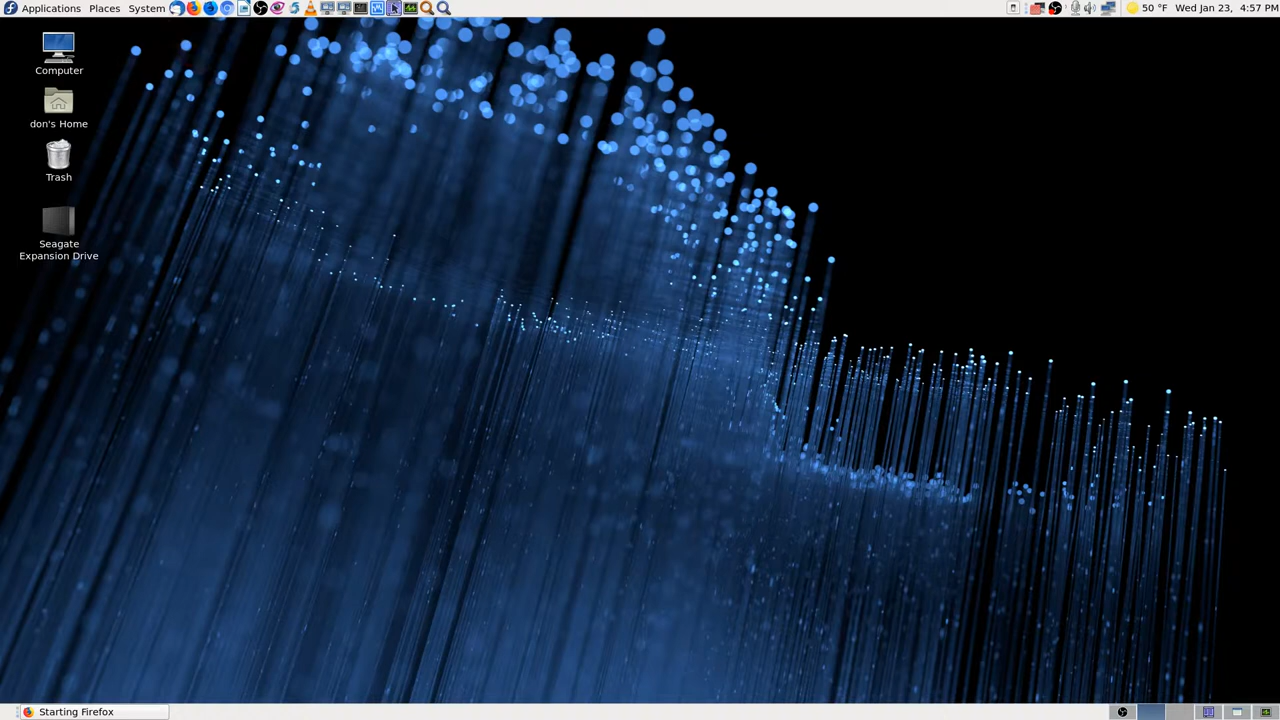 Applications Places System 50 °F Wed Jan 23, 4:57 PM
Computer
don's Home
Trash
Seagate
Expansion Drive
Starting Firefox